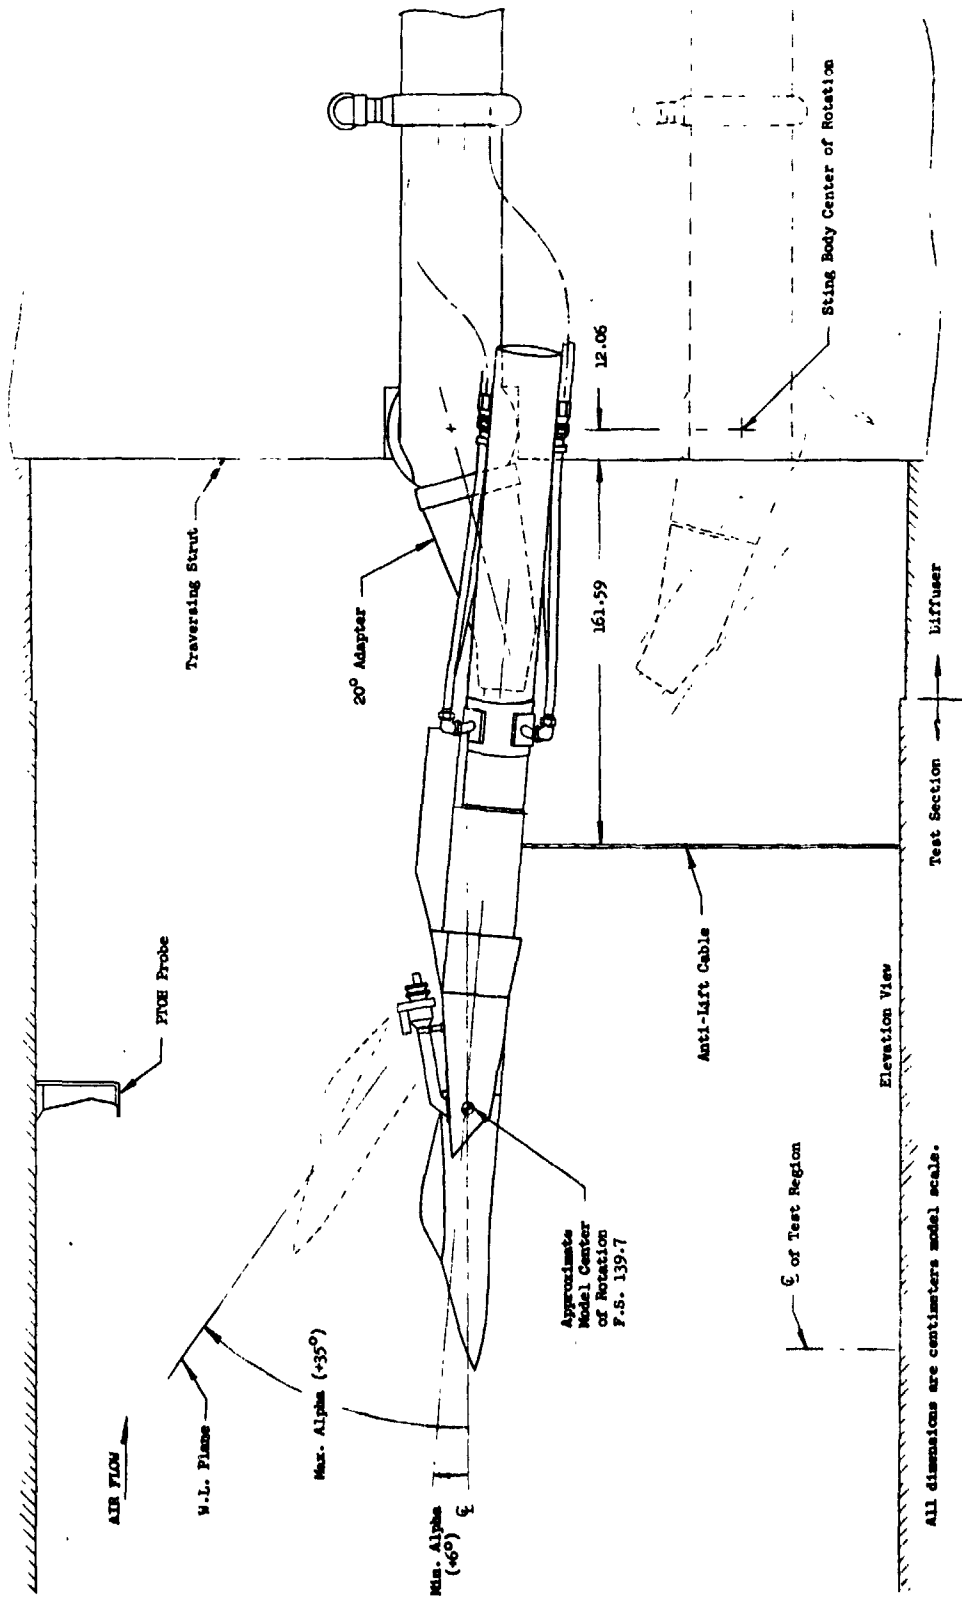 AIR FLOW
W.L. Plane
Max. Alpha (+35°)
Min. Alpha
(+6°)
℄
PTOH Probe
Traversing Strut
20° Adapter
12.06
161.59
Sting Body Center of Rotation
Approximate
Model Center
of Rotation
F.S. 139.7
Anti-Lift Cable
℄ of Test Region
Elevation View
Test Section
Diffuser
All dimensions are centimeters model scale.